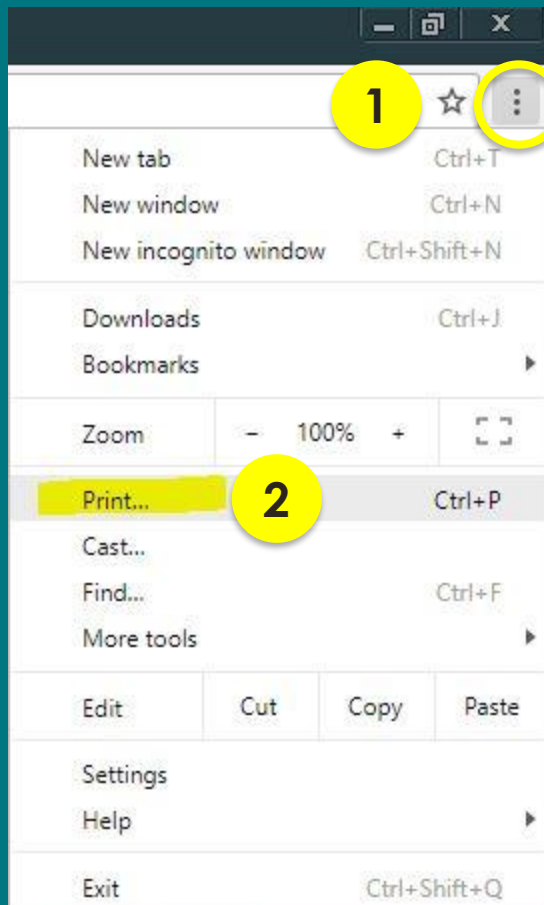 1
New tab Ctrl+T
New window Ctrl+N
New incognito window Ctrl+Shift+N
Downloads Ctrl+J
Bookmarks
Zoom - 100% +
Print... 2 Ctrl+P
Cast...
Find... Ctrl+F
More tools
Edit Cut Copy Paste
Settings
Help
Exit Ctrl+Shift+Q